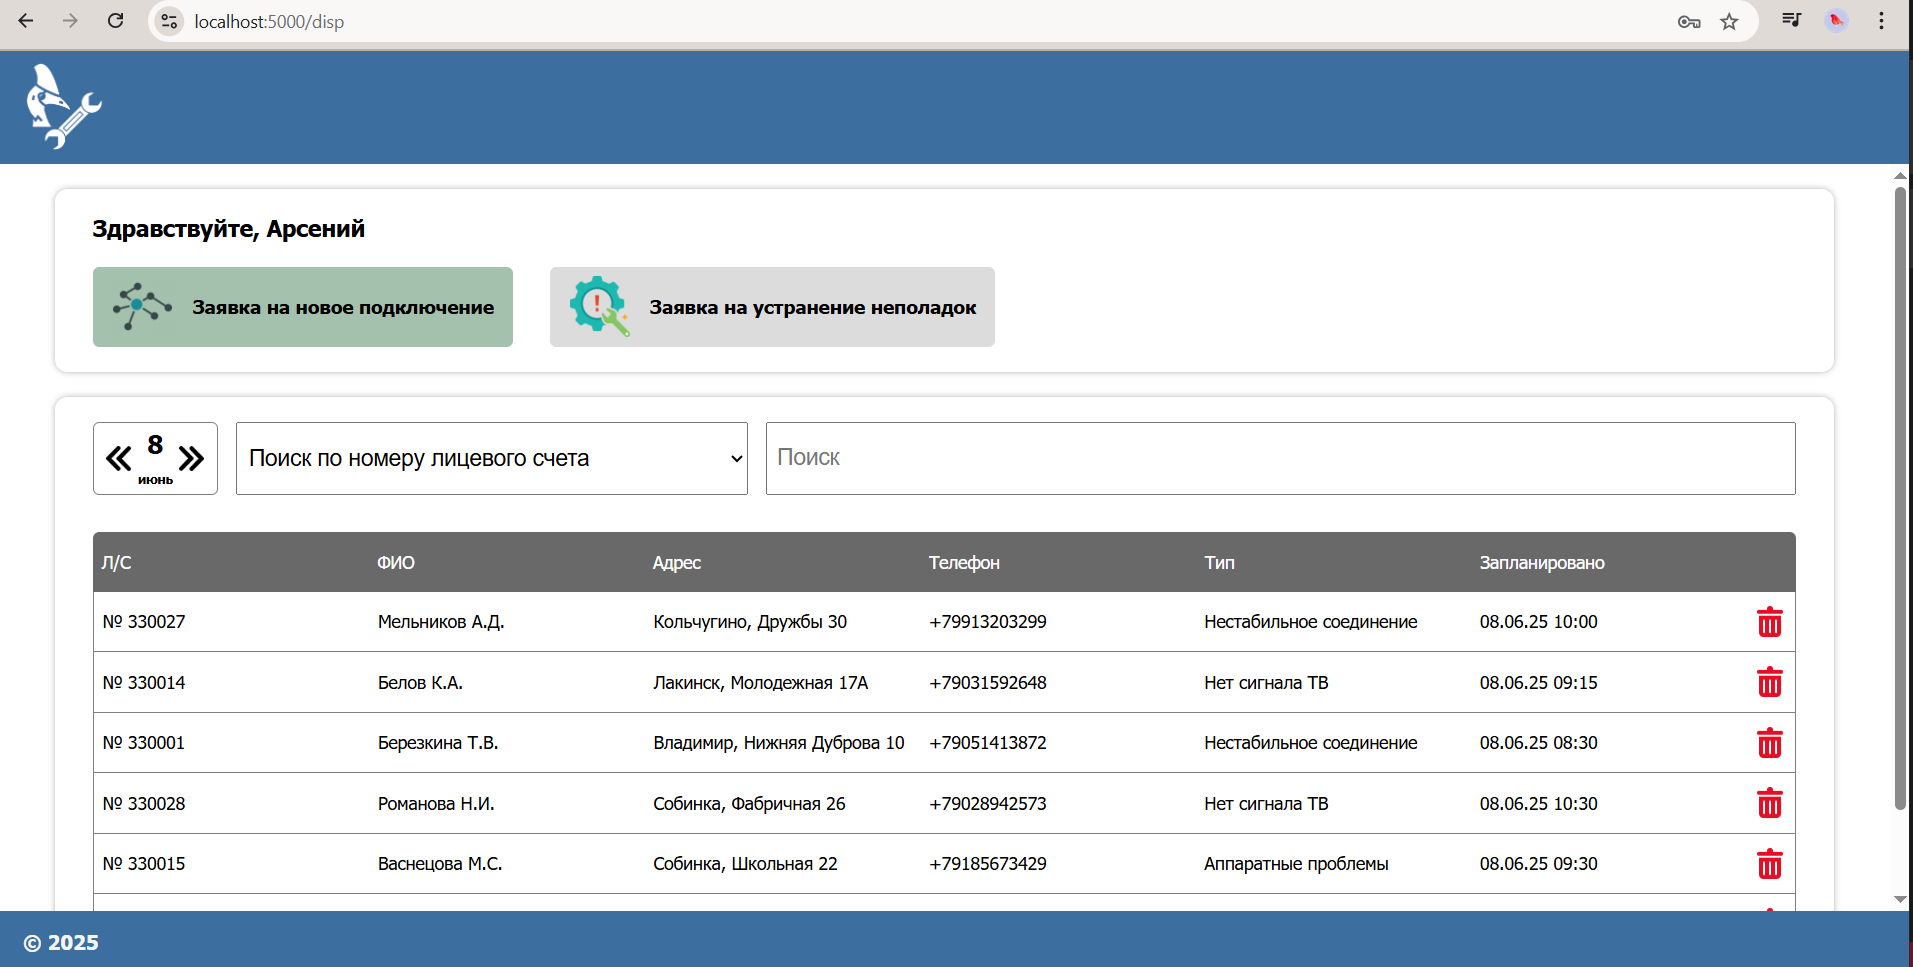 localhost:5000/disp
Здравствуйте, Арсений
Заявка на новое подключение
Заявка на устранение неполадок
8
июнь
Поиск по номеру лицевого счета
Поиск
Л/С ФИО Адрес Телефон Тип Запланировано
№ 330027 Мельников А.Д. Кольчугино, Дружбы 30 +79913203299 Нестабильное соединение 08.06.25 10:00
№ 330014 Белов К.А. Лакинск, Молодежная 17А +79031592648 Нет сигнала ТВ 08.06.25 09:15
№ 330001 Березкина Т.В. Владимир, Нижняя Дуброва 10 +79051413872 Нестабильное соединение 08.06.25 08:30
№ 330028 Романова Н.И. Собинка, Фабричная 26 +79028942573 Нет сигнала ТВ 08.06.25 10:30
№ 330015 Васнецова М.С. Собинка, Школьная 22 +79185673429 Аппаратные проблемы 08.06.25 09:30
© 2025